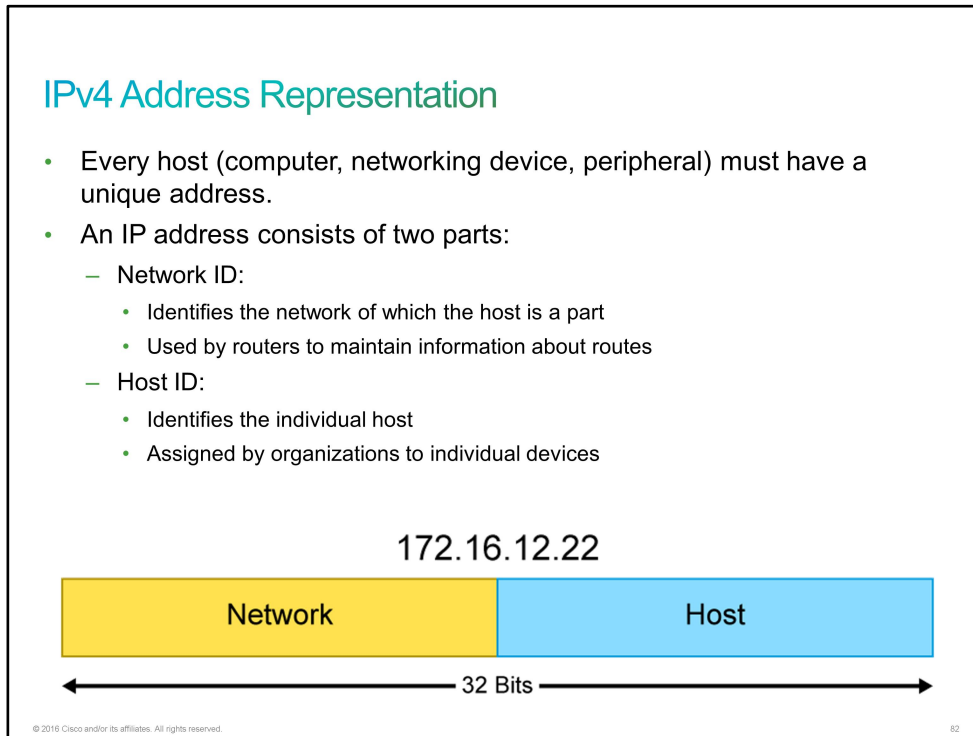 IPv4 Address Representation
• Every host (computer, networking device, peripheral) must have a
unique address.
• An IP address consists of two parts:
– Network ID:
• Identifies the network of which the host is a part
• Used by routers to maintain information about routes
– Host ID:
• Identifies the individual host
• Assigned by organizations to individual devices
172.16.12.22
Network Host
32 Bits
© 2016 Cisco and/or its affiliates. All rights reserved. 82